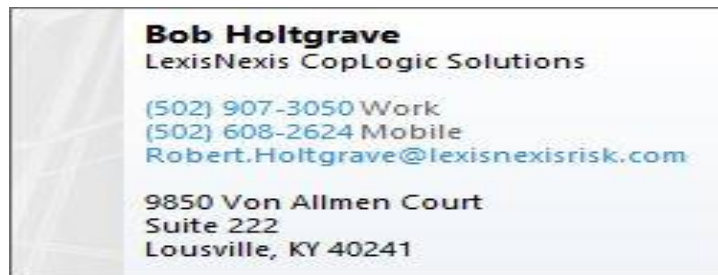 Bob Holtgrave
LexisNexis CopLogic Solutions
(502) 907-3050 Work
(502) 608-2624 Mobile
Robert.Holtgrave@lexisnexisrisk.com
9850 Von Allmen Court
Suite 222
Lousville, KY 40241